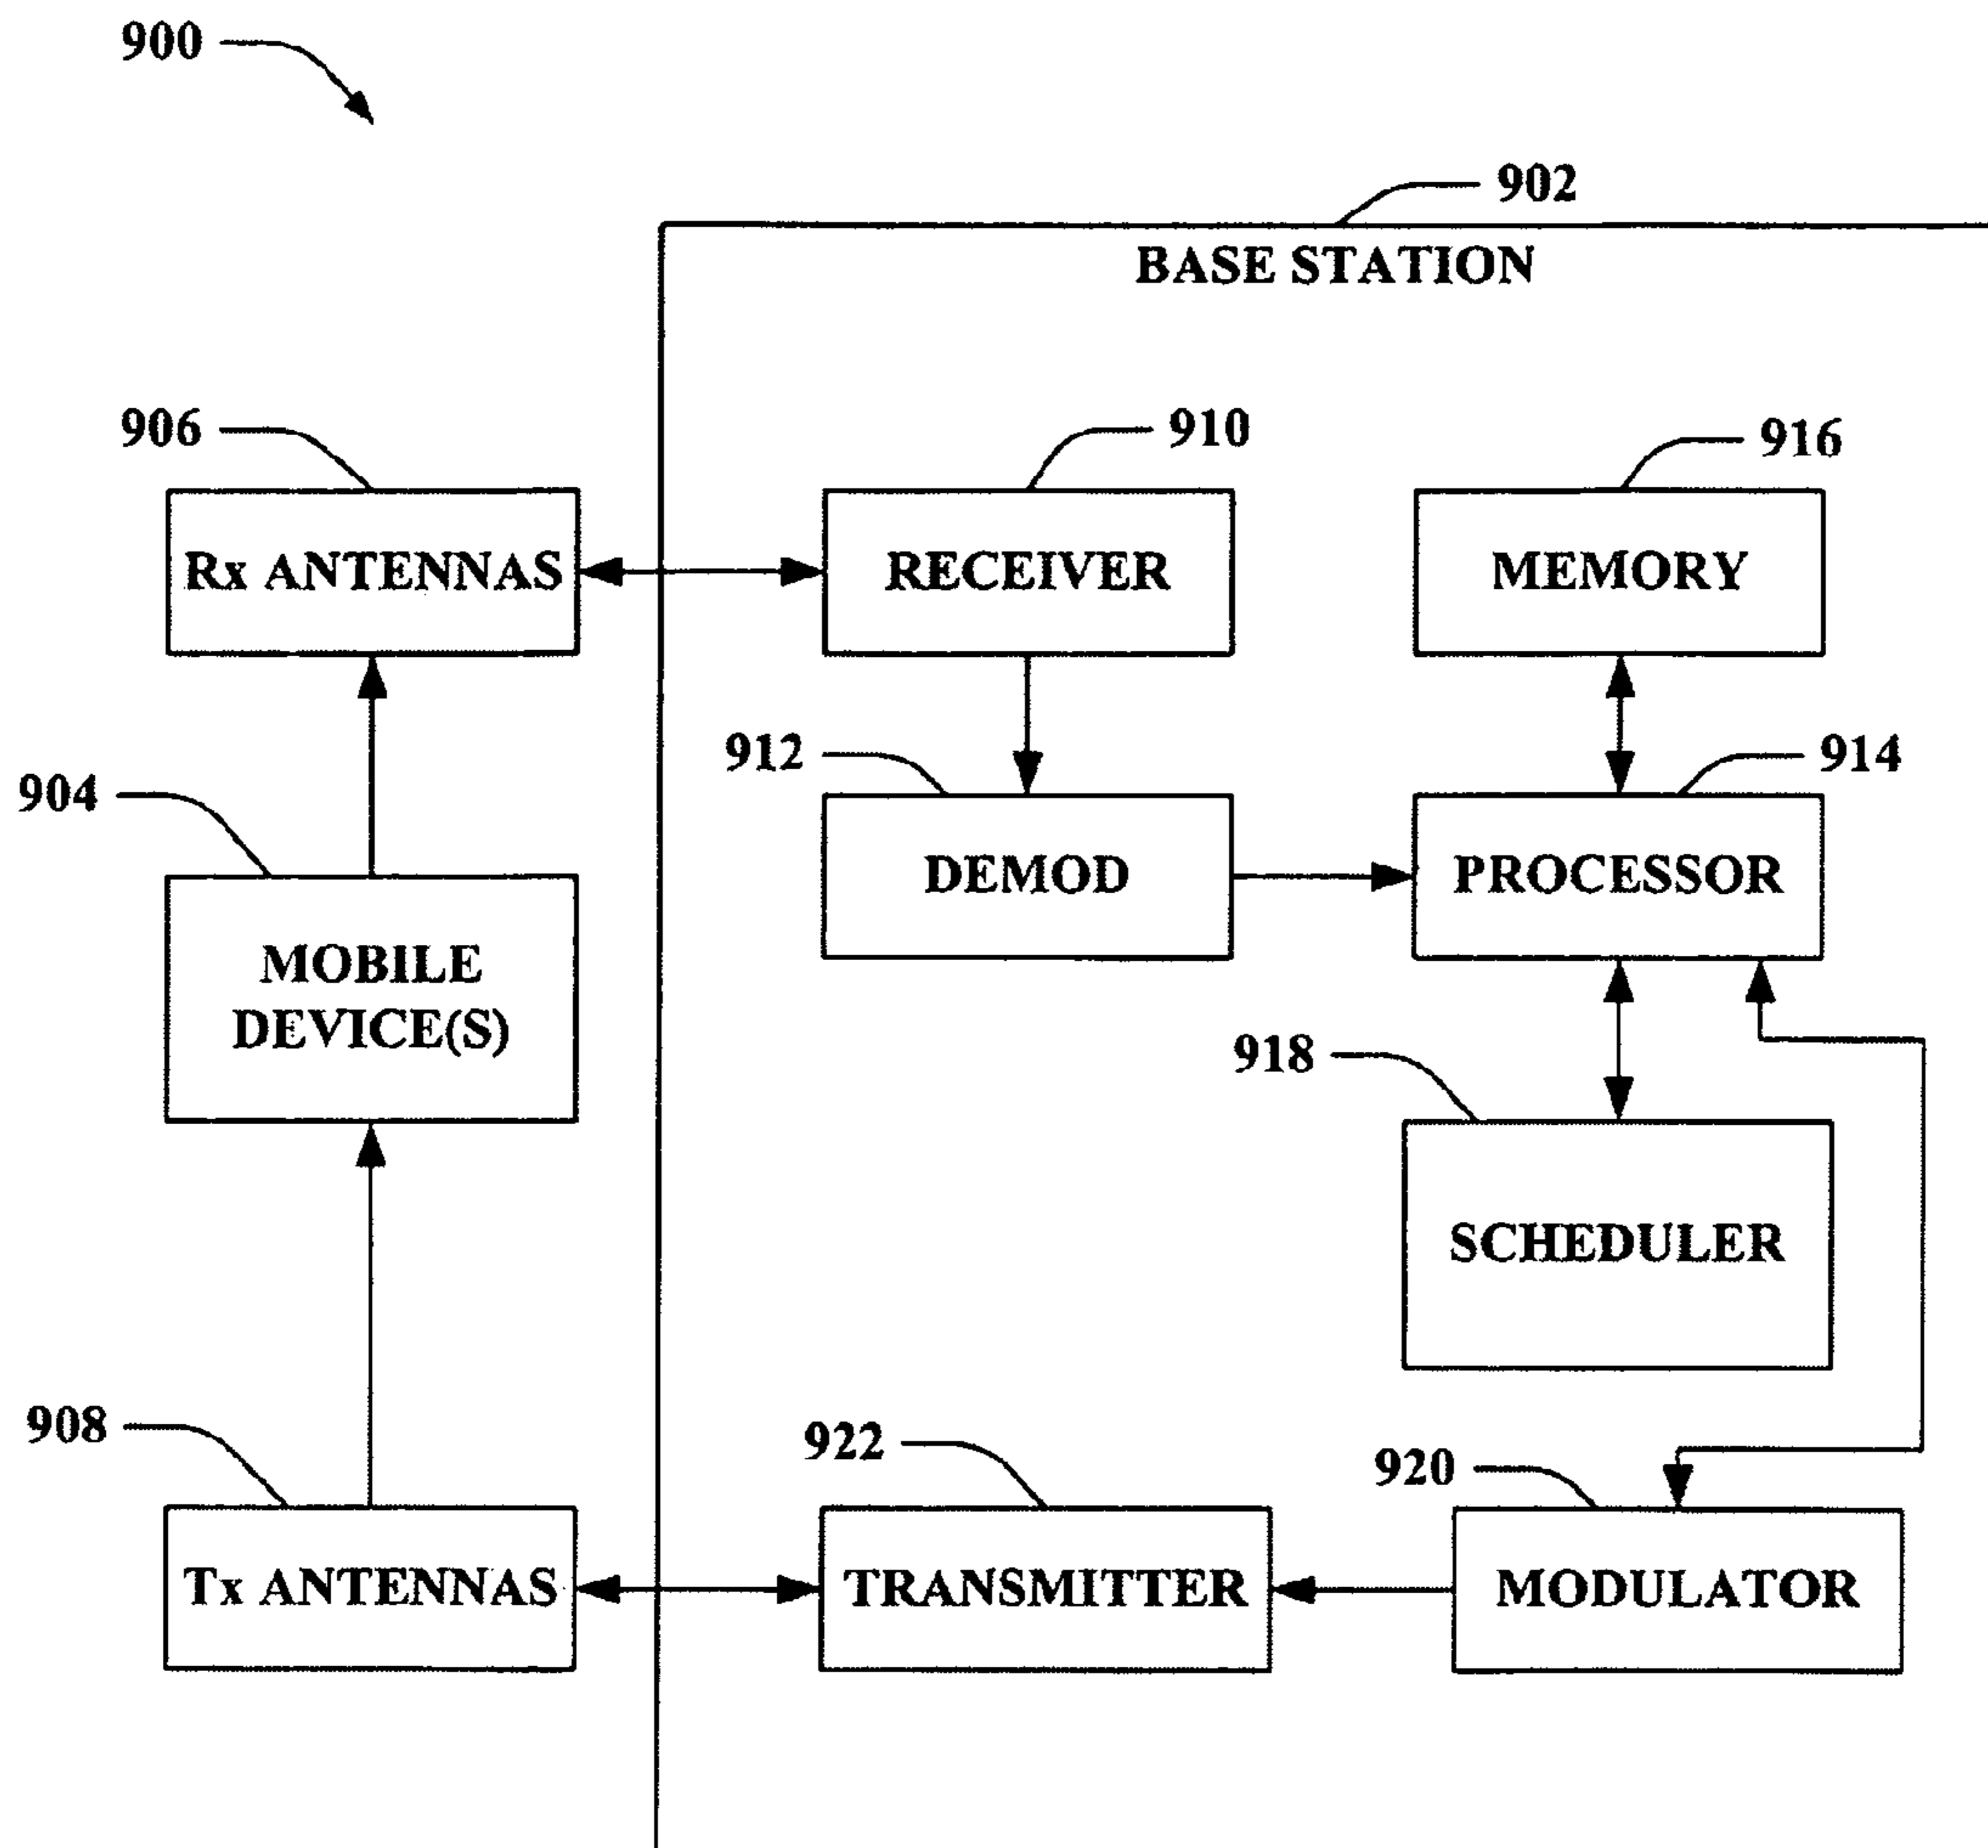 900
902
BASE STATION
906
910
916
Rx ANTENNAS
RECEIVER
MEMORY
912
914
904
DEMOD
PROCESSOR
MOBILE
DEVICE(S)
918
SCHEDULER
908
922
920
Tx ANTENNAS
TRANSMITTER
MODULATOR